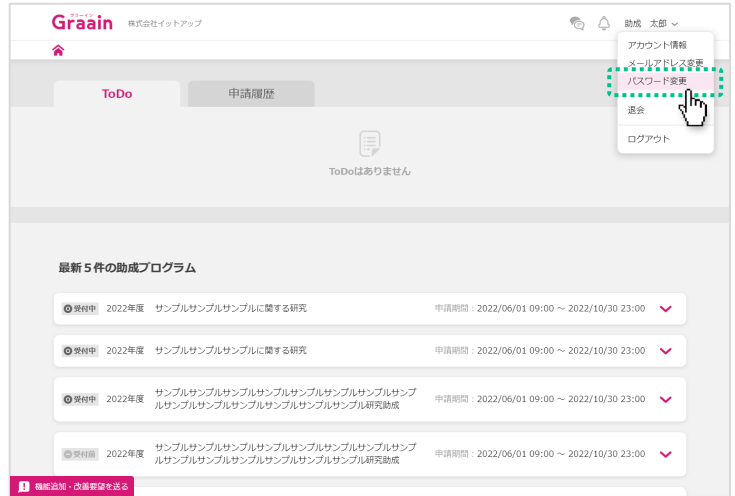 グラーイン
Graain 株式会社イットアップ 助成 太郎
アカウント情報
メールアドレス変更
パスワード変更
退会
ログアウト
ToDo 申請履歴
ToDoはありません
最新５件の助成プログラム
受付中 2022年度 サンプルサンプルサンプルに関する研究 申請期間：2022/06/01 09:00 ～ 2022/10/30 23:00
受付中 2022年度 サンプルサンプルサンプルに関する研究 申請期間：2022/06/01 09:00 ～ 2022/10/30 23:00
受付中 2022年度 サンプルサンプルサンプルサンプルサンプルサンプルサンプルサンプ 申請期間：2022/06/01 09:00 ～ 2022/10/30 23:00
ルサンプルサンプルサンプルサンプルサンプルサンプル研究助成
受付前 2022年度 サンプルサンプルサンプルサンプルサンプルサンプルサンプルサンプ 申請期間：2022/06/01 09:00 ～ 2022/10/30 23:00
ルサンプルサンプルサンプルサンプルサンプルサンプル研究助成
機能追加・改善要望を送る